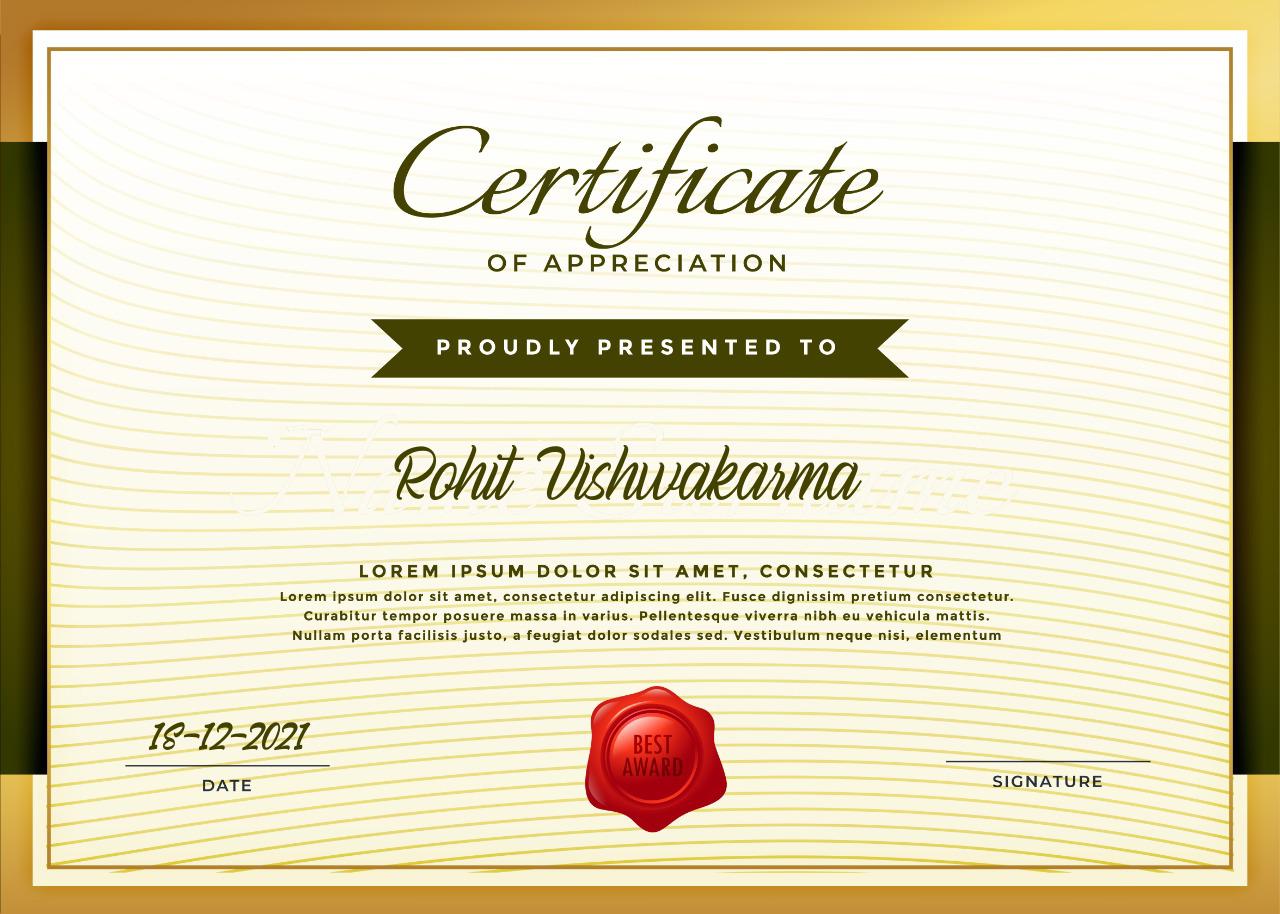 Certificate
OF APPRECIATION
PROUDLY PRESENTED TO
Rohit Vishwakarma
LOREM IPSUM DOLOR SIT AMET, CONSECTETUR
Lorem ipsum dolor sit amet, consectetur adipiscing elit. Fusce dignissim pretium consectetur.
Curabitur tempor posuere massa in varius. Pellentesque viverra nibh eu vehicula mattis.
Nullam porta facilisis justo, a feugiat dolor sodales sed. Vestibulum neque nisi, elementum
18-12-2021
DATE
BEST
AWARD
SIGNATURE